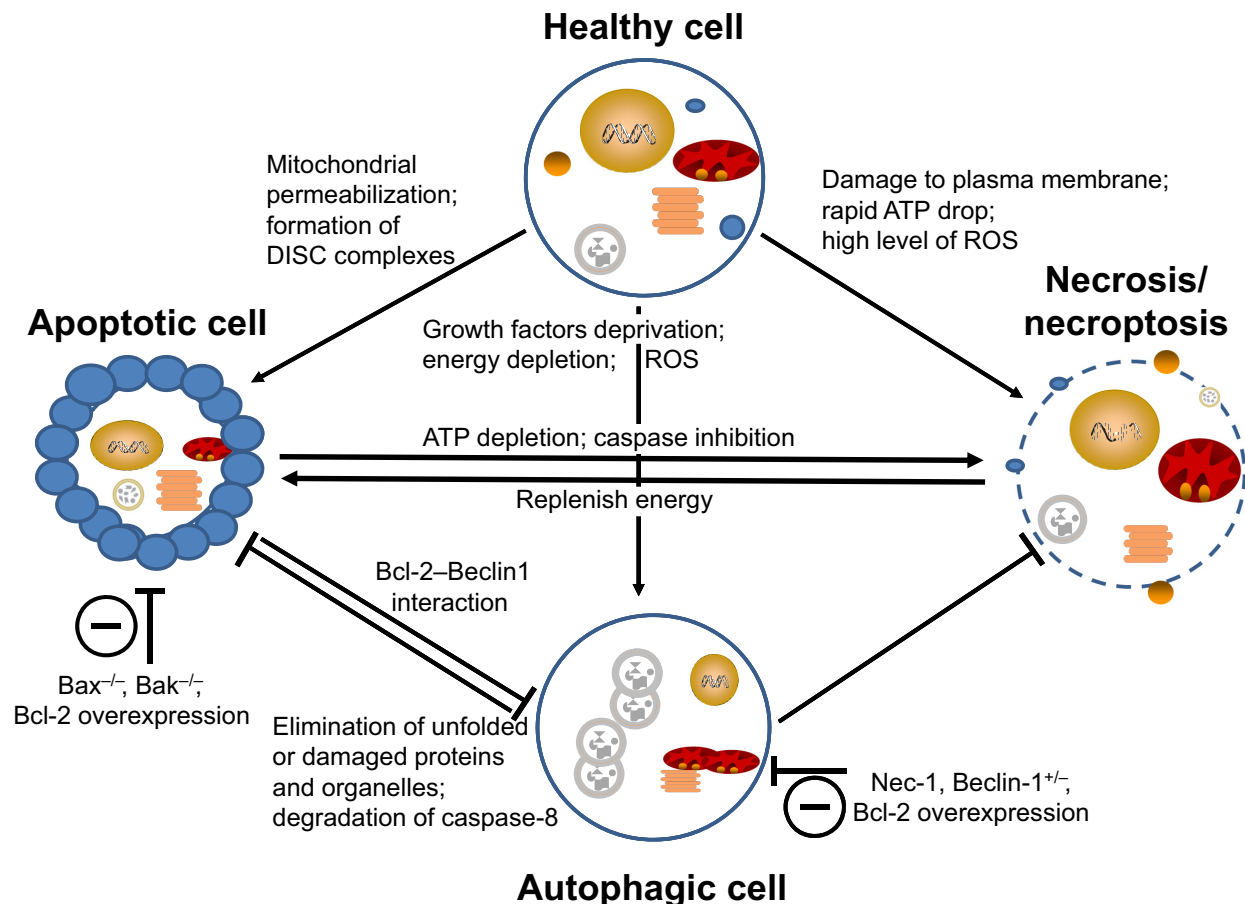 Healthy cell
Mitochondrial
permeabilization;
formation of
DISC complexes
Damage to plasma membrane;
rapid ATP drop;
high level of ROS
Apoptotic cell
Growth factors deprivation;
energy depletion; ROS
Necrosis/
necroptosis
ATP depletion; caspase inhibition
Replenish energy
Bcl-2–Beclin1
interaction
Bax⁻/⁻, Bak⁻/⁻,
Bcl-2 overexpression
Elimination of unfolded
or damaged proteins
and organelles;
degradation of caspase-8
Nec-1, Beclin-1⁺/⁻,
Bcl-2 overexpression
Autophagic cell